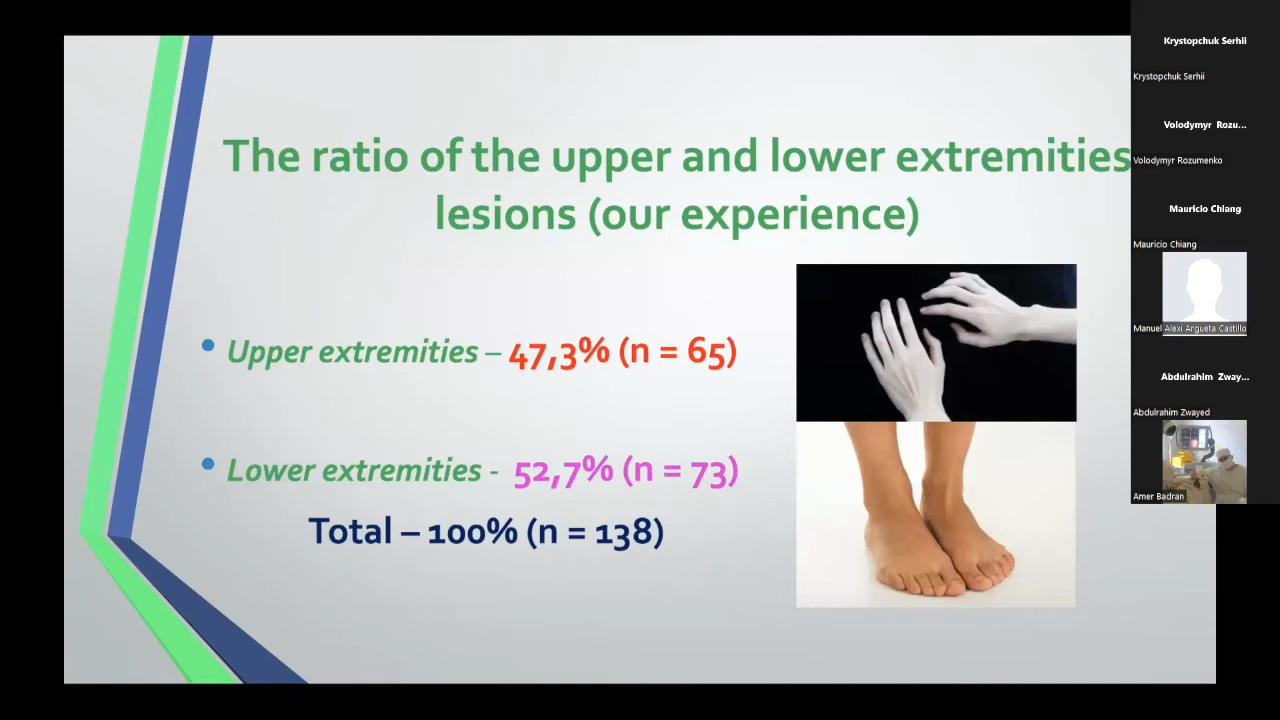 The ratio of the upper and lower extremities
lesions (our experience)
Upper extremities – 47,3% (n = 65)
Lower extremities - 52,7% (n = 73)
Total – 100% (n = 138)
Krystopchuk Serhii
Krystopchuk Serhii
Volodymyr Rozu...
Volodymyr Rozumenko
Mauricio Chiang
Mauricio Chiang
Manuel Alexi Argueta Castillo
Abdulrahim Zway...
Abdulrahim Zwayed
Amer Badran